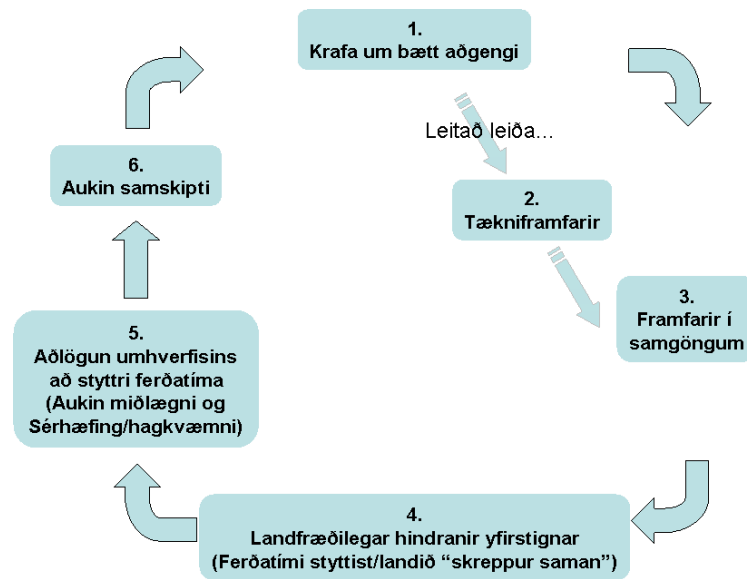 1.
Krafa um bætt aðgengi
Leitað leiða…
2.
Tækniframfarir
3.
Framfarir í
samgöngum
4.
Landfræðilegar hindranir yfirstignar
(Ferðatími styttist/landið “skreppur saman”)
5.
Aðlögun umhverfisins
að styttri ferðatíma
(Aukin miðlægni og
Sérhæfing/hagkvæmni)
6.
Aukin samskipti